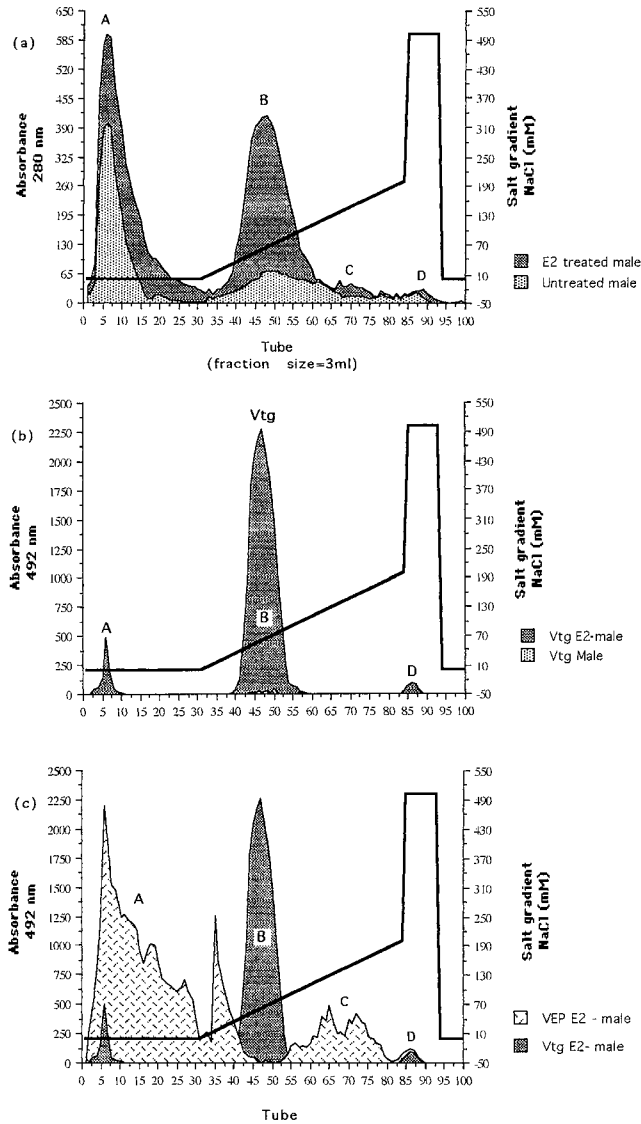 (a)
Absorbance
280 nm
650
585
520
455
390
325
260
195
130
65
0
A
B
C
D
550
490
430
370
310
250
190
130
70
10
-50
Salt gradient
NaCl (mM)
E2 treated male
Untreated male
0 5 10 15 20 25 30 35 40 45 50 55 60 65 70 75 80 85 90 95 100
Tube
(fraction size=3ml)
(b)
Absorbance
492 nm
2500
2250
2000
1750
1500
1250
1000
750
500
250
0
Vtg
A
B
D
550
490
430
370
310
250
190
130
70
10
-50
Salt gradient
NaCl (mM)
Vtg E2-male
Vtg Male
0 5 10 15 20 25 30 35 40 45 50 55 60 65 70 75 80 85 90 95 100
(c)
Absorbance
492 nm
2500
2250
2000
1750
1500
1250
1000
750
500
250
0
A
B
C
D
550
490
430
370
310
250
190
130
70
10
-50
Salt gradient
NaCl (mM)
VEP E2 - male
Vtg E2- male
0 5 10 15 20 25 30 35 40 45 50 55 60 65 70 75 80 85 90 95 100
Tube